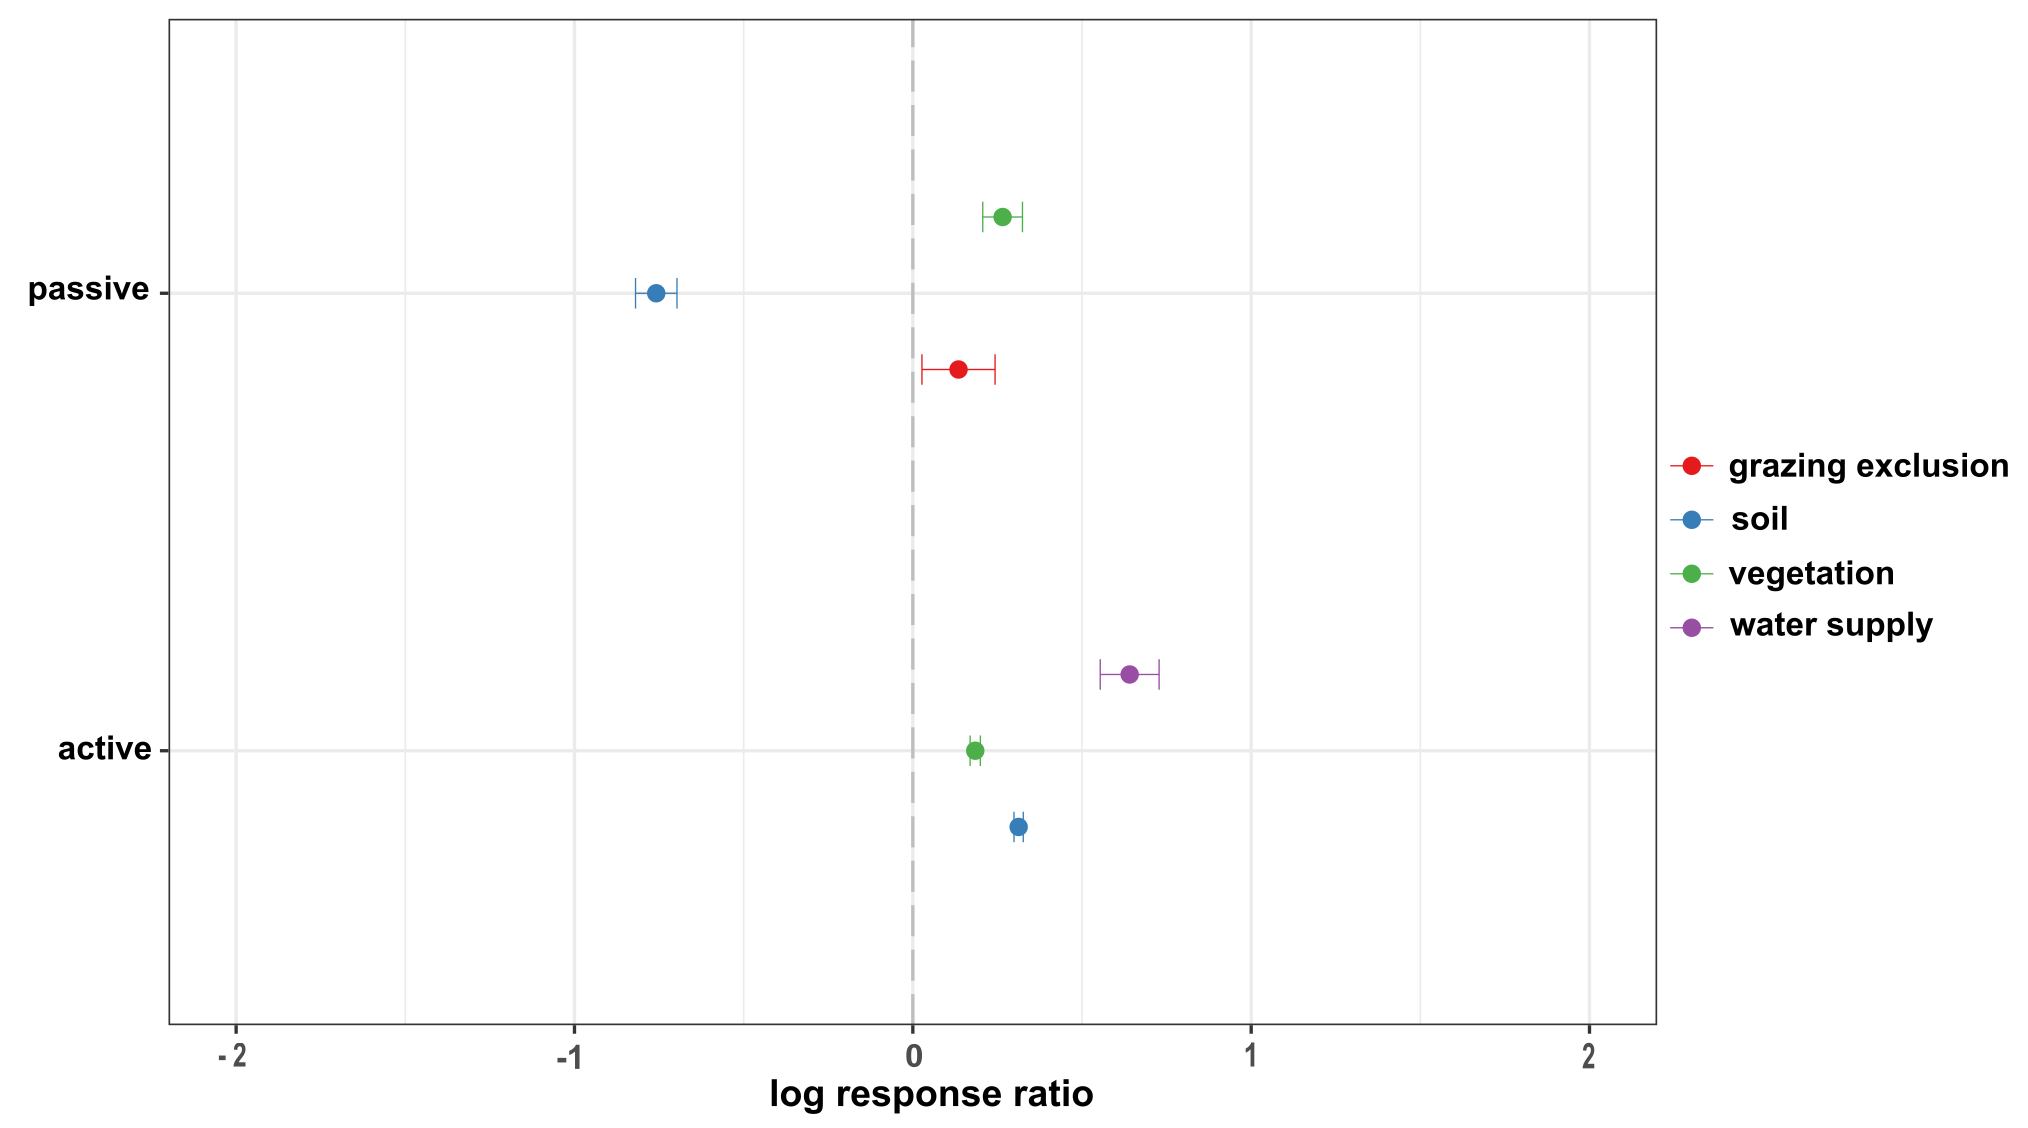 passive
active
grazing exclusion
soil
vegetation
water supply
- 2
-1
0
1
2
log response ratio